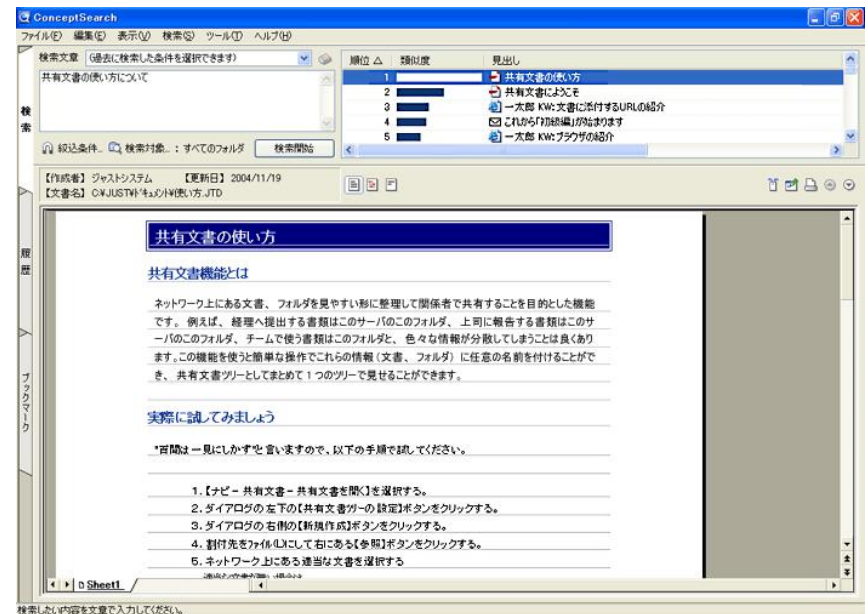 ConceptSearch
ファイル(F) 編集(E) 表示(V) 検索(S) ツール(T) ヘルプ(H)
検索文章 (過去に検索した条件を選択できます)
共有文書の使い方について
絞込条件... 検索対象... : すべてのフォルダ 検索開始
順位 △ 類似度 見出し
1 共有文書の使い方
2 共有文書にようこそ
3 一太郎 KW:文書に添付するURLの紹介
4 これから「初級編」が始まります
5 一太郎 KW:ブラウザの紹介
検索
履歴
ブックマーク
【作成者】 ジャストシステム 【更新日】 2004/11/19
【文書名】 C:¥JUST¥ドキュメント¥使い方.JTD
共有文書の使い方
共有文書機能とは
ネットワーク上にある文書、フォルダを見やすい形に整理して関係者で共有することを目的とした機能
です。例えば、経理へ提出する書類はこのサーバのこのフォルダ、上司に報告する書類はこのサ
ーバのこのフォルダ、チームで使う書類はこのフォルダと、色々な情報が分散してしまうことは良くあり
ます。この機能を使うと簡単な操作でこれらの情報(文書、フォルダ)に任意の名前を付けることがで
き、共有文書ツリーとしてまとめて1つのツリーで見せることができます。
実際に試してみましょう
"百聞は一見にしかず"と言いますので、以下の手順で試してください。
1.【ナビ - 共有文書 - 共有文書を開く】を選択する。
2.ダイアログの左下の【共有文書ツリーの設定】ボタンをクリックする。
3.ダイアログの右側の【新規作成】ボタンをクリックする。
4.割付先をファイル(L)にして右にある【参照】ボタンをクリックする。
5.ネットワーク上にある適当な文書を選択する
Sheet1
検索したい内容を文章で入力してください。